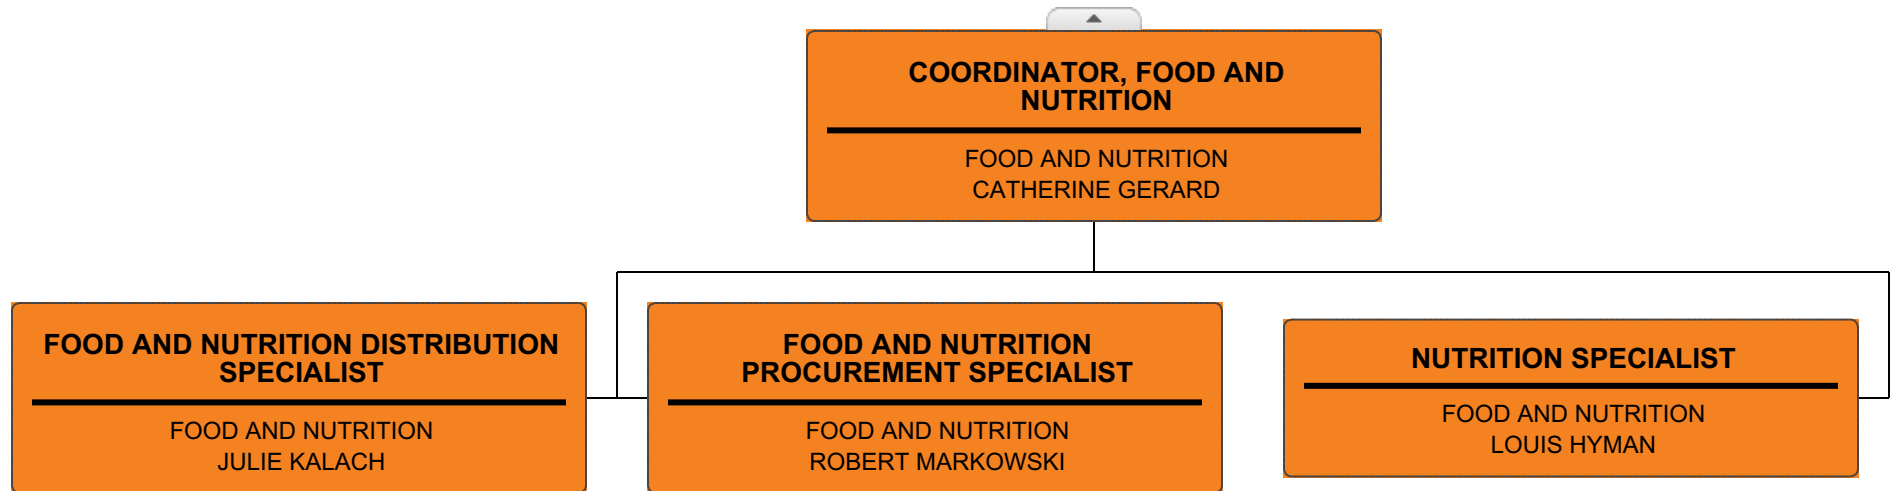 COORDINATOR, FOOD AND
NUTRITION
FOOD AND NUTRITION
CATHERINE GERARD
FOOD AND NUTRITION DISTRIBUTION
SPECIALIST
FOOD AND NUTRITION
JULIE KALACH
FOOD AND NUTRITION
PROCUREMENT SPECIALIST
FOOD AND NUTRITION
ROBERT MARKOWSKI
NUTRITION SPECIALIST
FOOD AND NUTRITION
LOUIS HYMAN